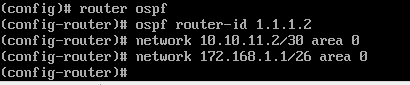 (config)# router ospf
(config-router)# ospf router-id 1.1.1.2
(config-router)# network 10.10.11.2/30 area 0
(config-router)# network 172.168.1.1/26 area 0
(config-router)#